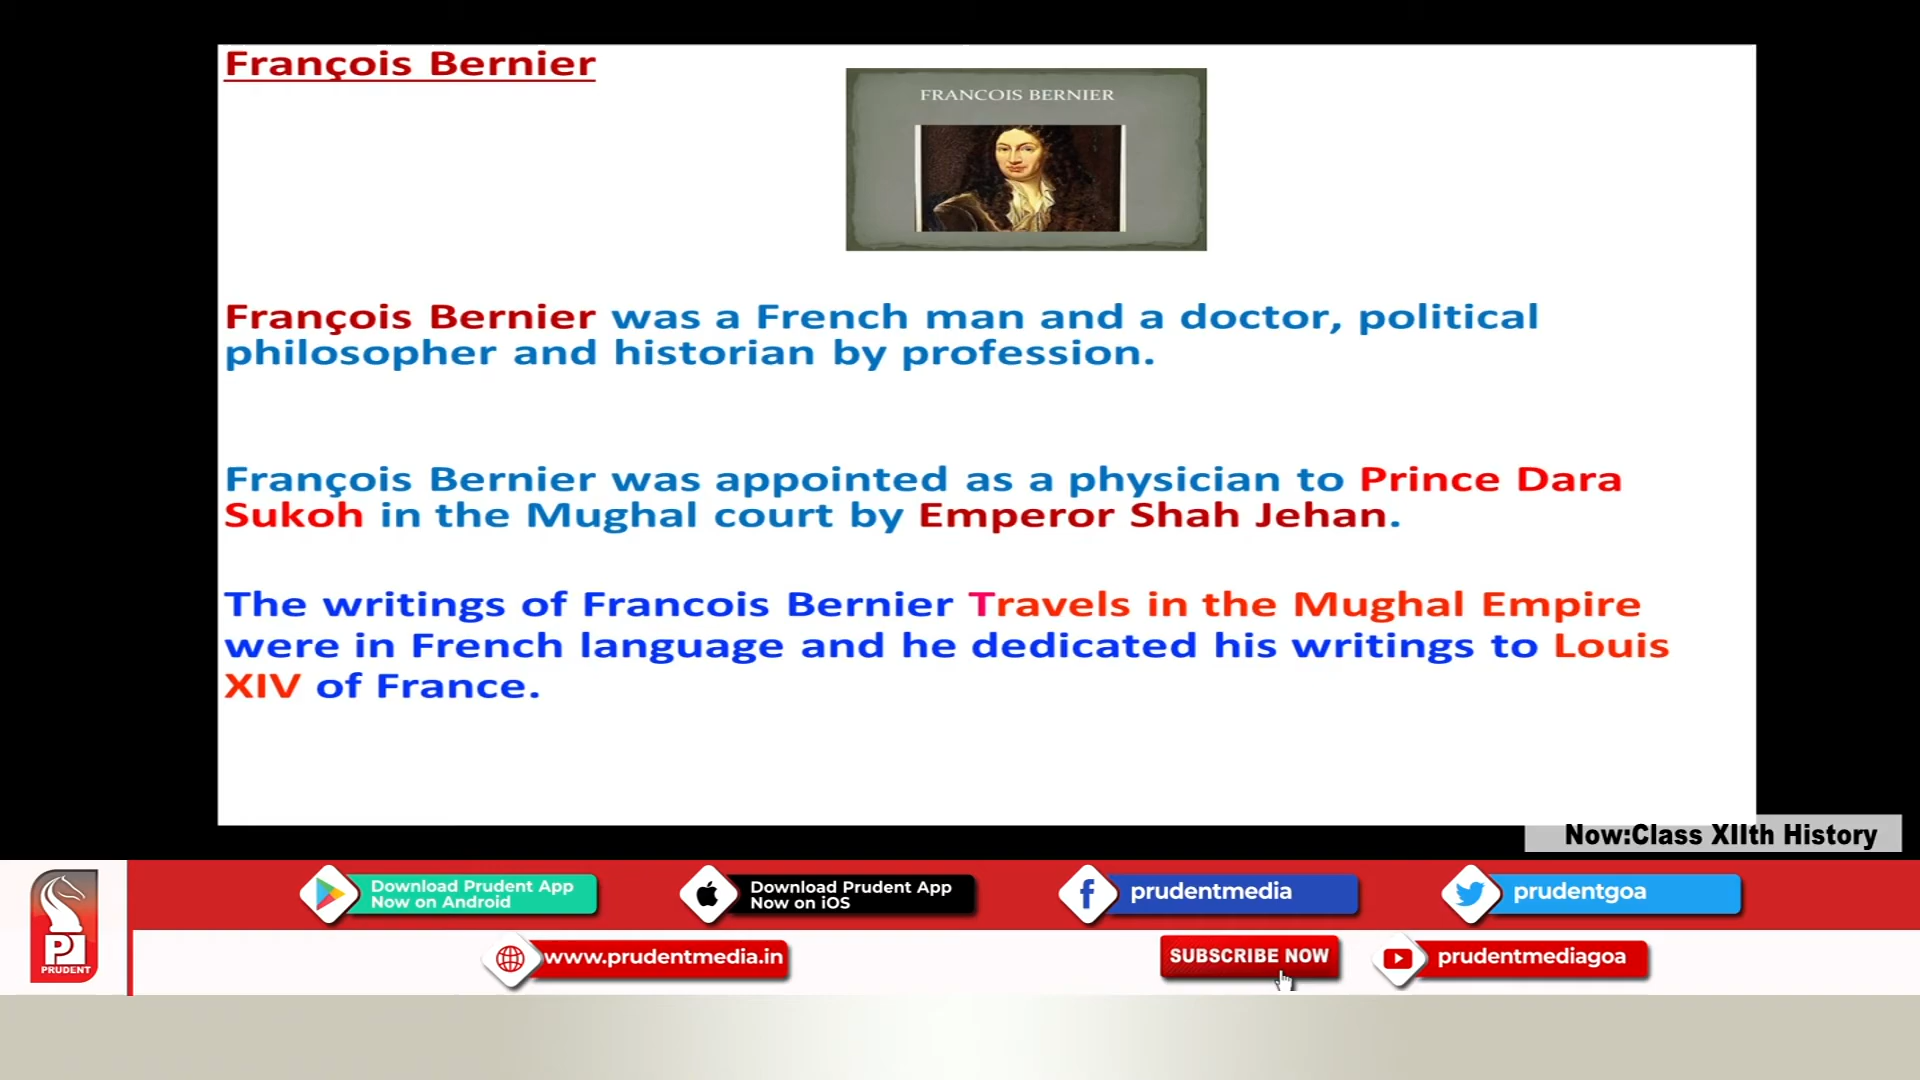 François Bernier
FRANCOIS BERNIER
François Bernier was a French man and a doctor, political
philosopher and historian by profession.
François Bernier was appointed as a physician to Prince Dara
Sukoh in the Mughal court by Emperor Shah Jehan.
The writings of Francois Bernier Travels in the Mughal Empire
were in French language and he dedicated his writings to Louis
XIV of France.
Now:Class XIIth History
Download Prudent App
Now on Android
Download Prudent App
Now on iOS
prudentmedia
prudentgoa
PRUDENT
www.prudentmedia.in
SUBSCRIBE NOW
prudentmediagoa